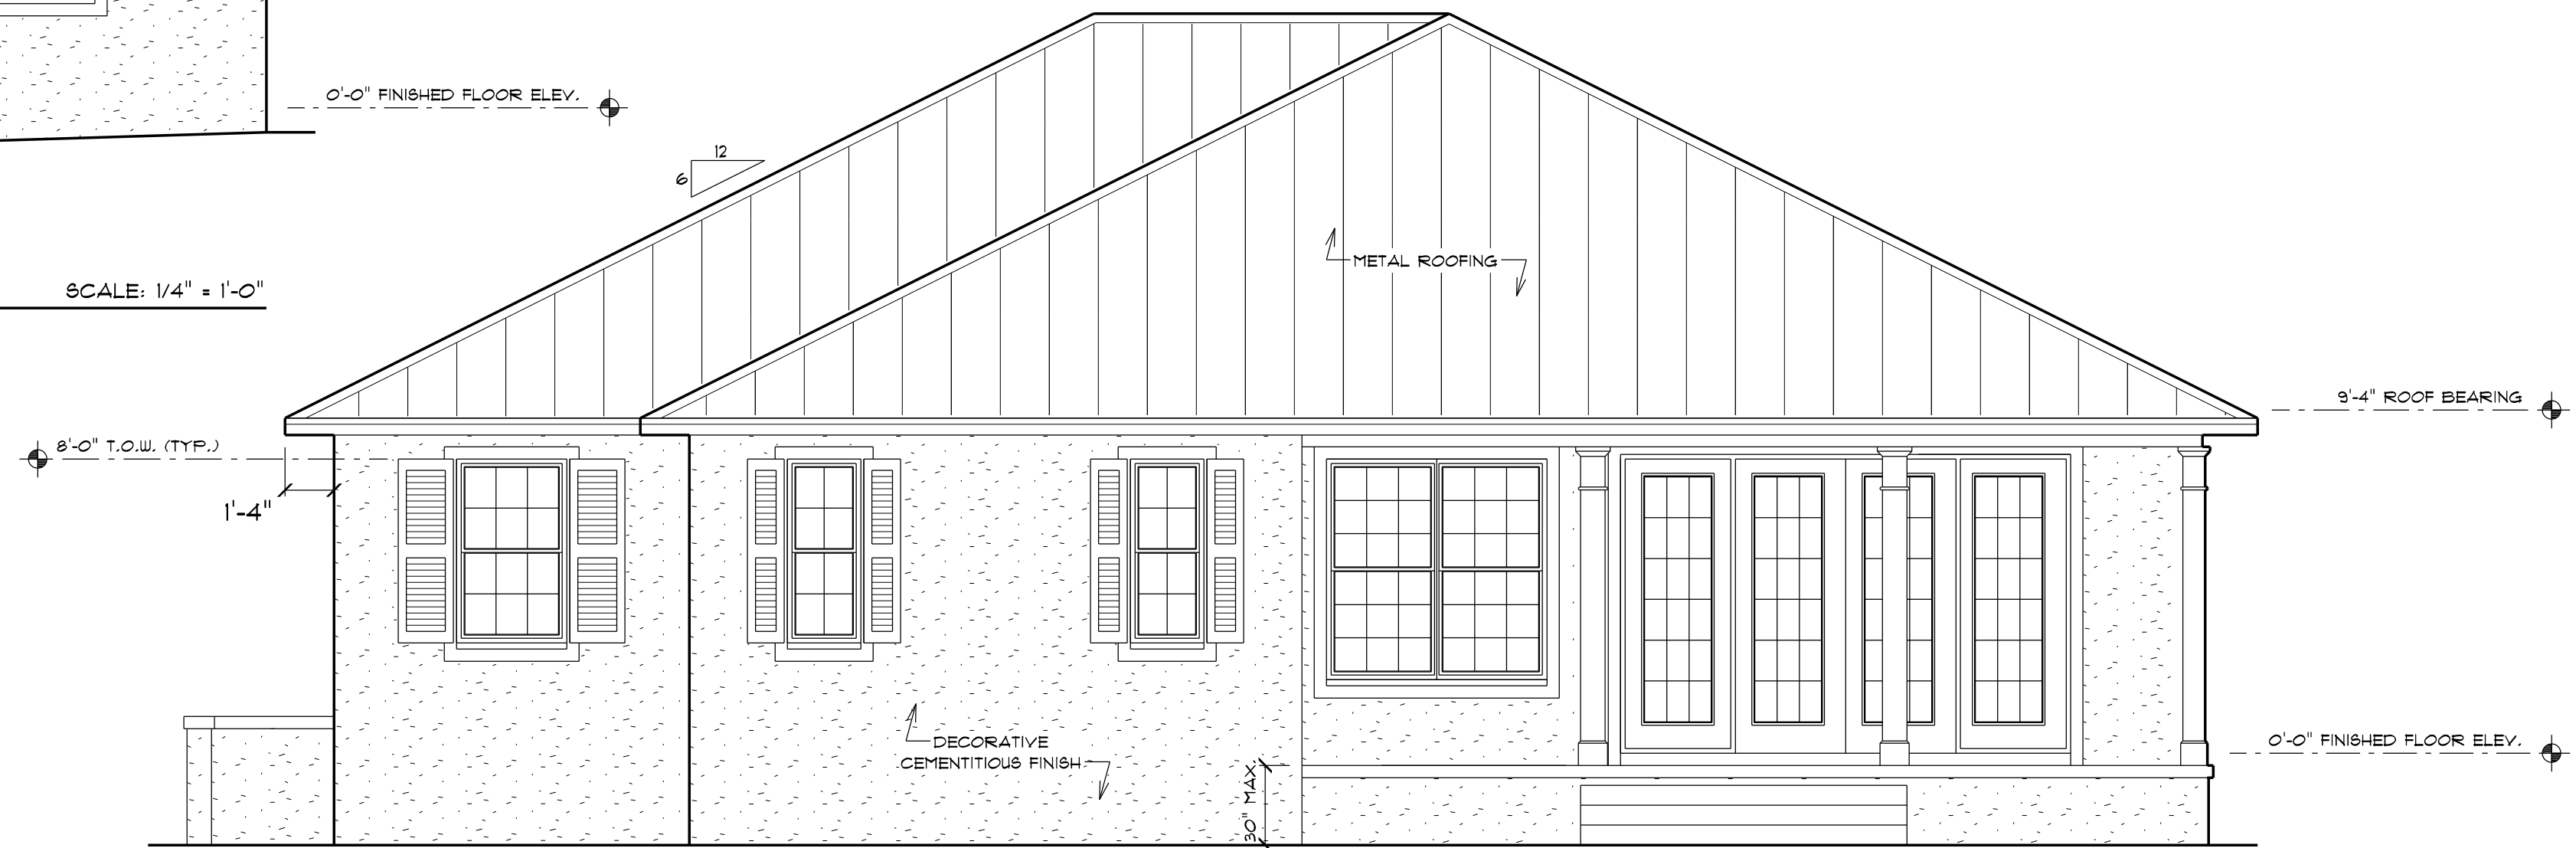 0'-0" FINISHED FLOOR ELEV.
12
6
SCALE: 1/4" = 1'-0"
METAL ROOFING
9'-4" ROOF BEARING
8'-0" T.O.W. (TYP.)
1'-4"
DECORATIVE
CEMENTITIOUS FINISH
30" MAX.
0'-0" FINISHED FLOOR ELEV.